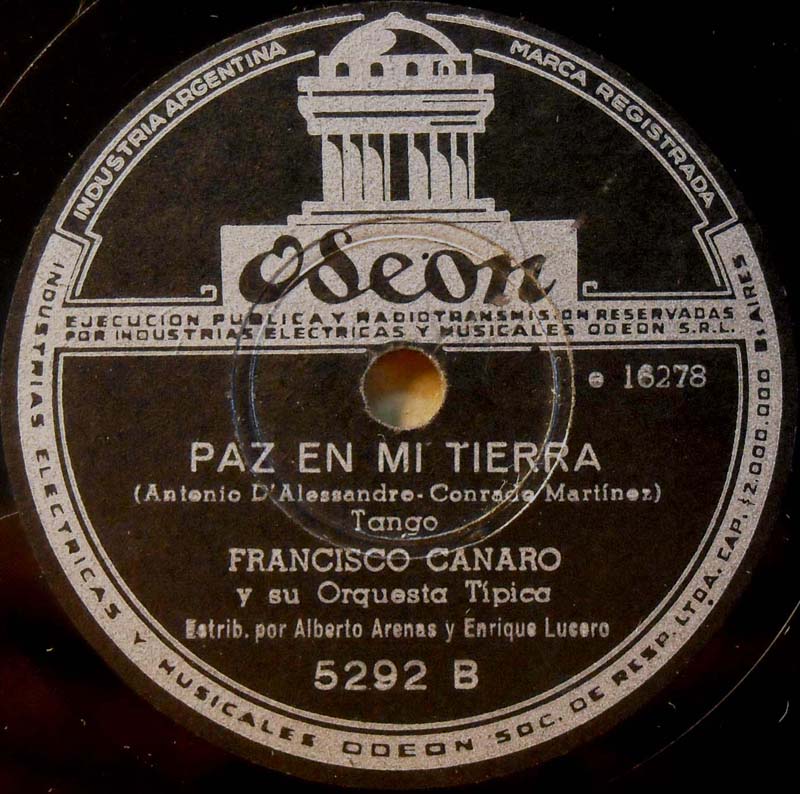 INDUSTRIA ARGENTINA
MARCA REGISTRADA
Odeon
EJECUCION PUBLICA Y RADIOTRANSMISION RESERVADAS
POR INDUSTRIAS ELECTRICAS Y MUSICALES ODEON S.R.L.
e 16278
PAZ EN MI TIERRA
(Antonio D'Alessandro - Conrado Martínez)
Tango
FRANCISCO CANARO
y su Orquesta Típica
Estrib. por Alberto Arenas y Enrique Lucero
5292 B
INDUSTRIAS ELECTRICAS Y MUSICALES ODEON SOC. DE RESP. LTDA. CAP. $2.000.000 Bs AIRES